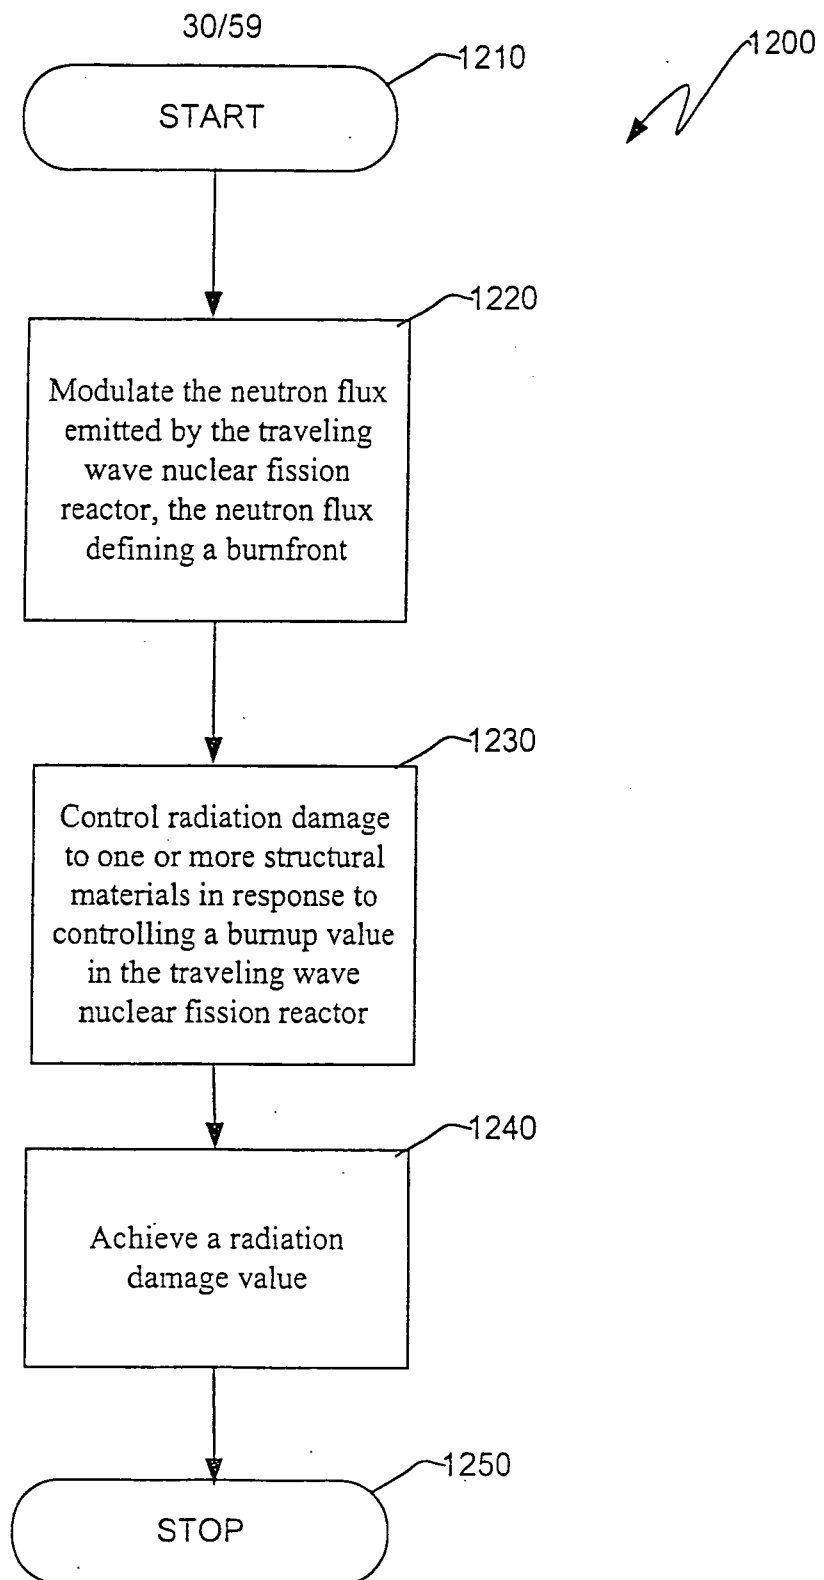 30/59
1210
1200
START
1220
Modulate the neutron flux
emitted by the traveling
wave nuclear fission
reactor, the neutron flux
defining a burnfront
1230
Control radiation damage
to one or more structural
materials in response to
controlling a burnup value
in the traveling wave
nuclear fission reactor
1240
Achieve a radiation
damage value
1250
STOP